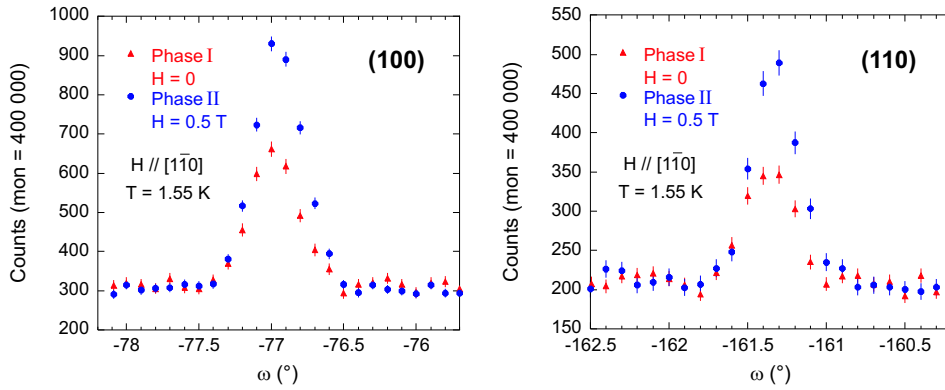 1000
900
800
700
600
500
400
300
200
Counts (mon = 400 000)
Phase I
H = 0
Phase II
H = 0.5 T
H // [11̅0]
T = 1.55 K
(100)
-78 -77.5 -77 -76.5 -76
ω (°)
550
500
450
400
350
300
250
200
150
Counts (mon = 400 000)
Phase I
H = 0
Phase II
H = 0.5 T
H // [11̅0]
T = 1.55 K
(110)
-162.5 -162 -161.5 -161 -160.5
ω (°)